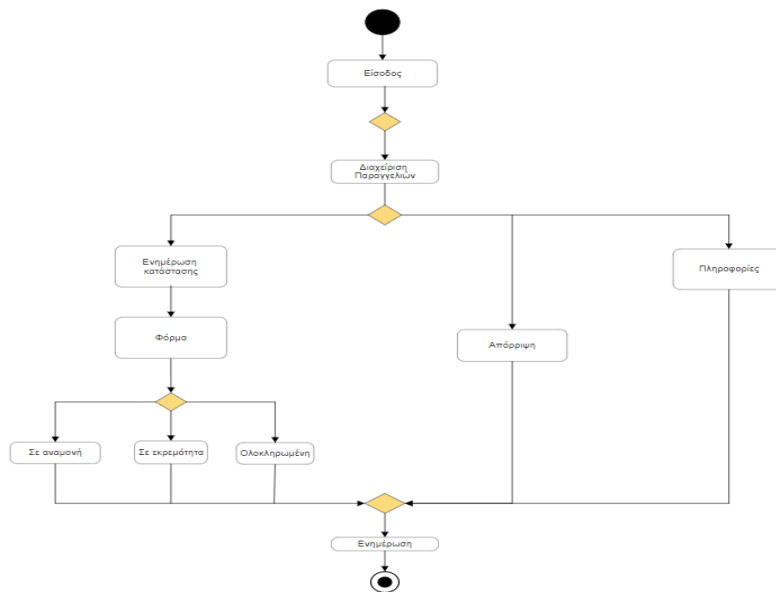 Είσοδος
Διαχείριση
Παραγγελιών
Ενημέρωση
κατάστασης
Πληροφορίες
Φόρμα
Απόρριψη
Σε αναμονή
Σε εκρεμότητα
Ολοκληρωμένη
Ενημέρωση